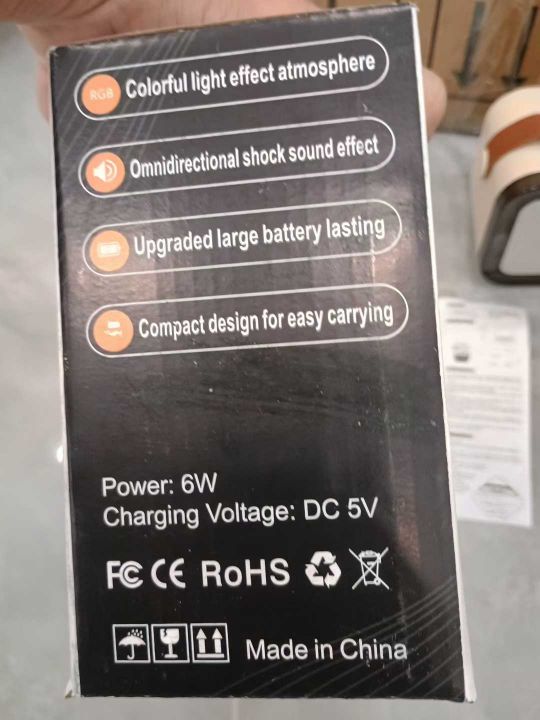 RGB
Colorful light effect atmosphere
Omnidirectional shock sound effect
Upgraded large battery lasting
Compact design for easy carrying
Power: 6W
Charging Voltage: DC 5V
FC CE RoHS
Made in China